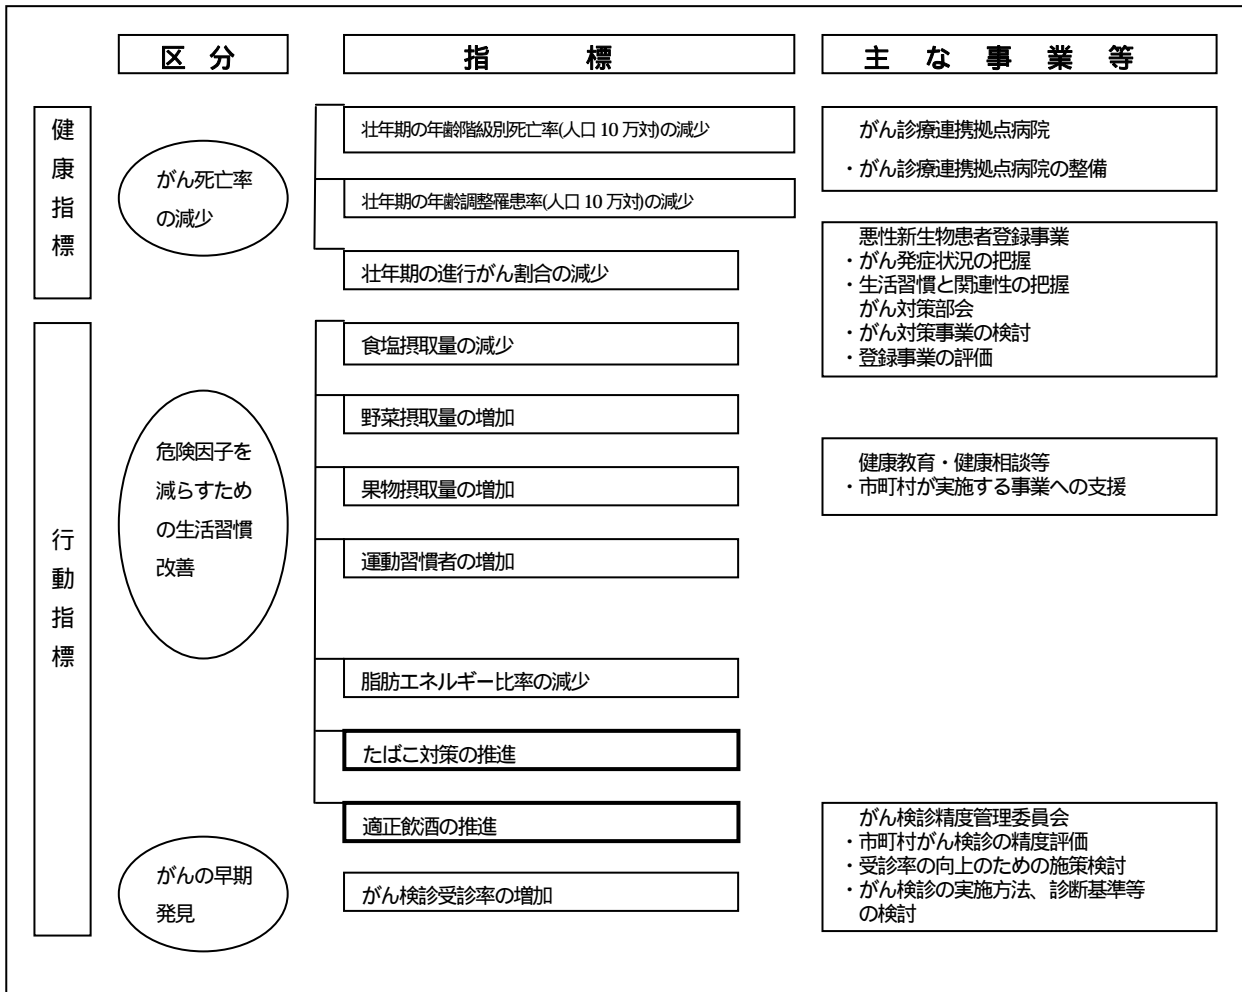 区分
指標
主な事業等
健康指標
がん死亡率
の減少
壮年期の年齢階級別死亡率(人口10万対)の減少
壮年期の年齢調整罹患率(人口10万対)の減少
壮年期の進行がん割合の減少
がん診療連携拠点病院
・がん診療連携拠点病院の整備
悪性新生物患者登録事業
・がん発症状況の把握
・生活習慣と関連性の把握
がん対策部会
・がん対策事業の検討
・登録事業の評価
行動指標
危険因子を
減らすため
の生活習慣
改善
食塩摂取量の減少
野菜摂取量の増加
果物摂取量の増加
運動習慣者の増加
脂肪エネルギー比率の減少
たばこ対策の推進
適正飲酒の推進
健康教育・健康相談等
・市町村が実施する事業への支援
がんの早期
発見
がん検診受診率の増加
がん検診精度管理委員会
・市町村がん検診の精度評価
・受診率の向上のための施策検討
・がん検診の実施方法、診断基準等
の検討